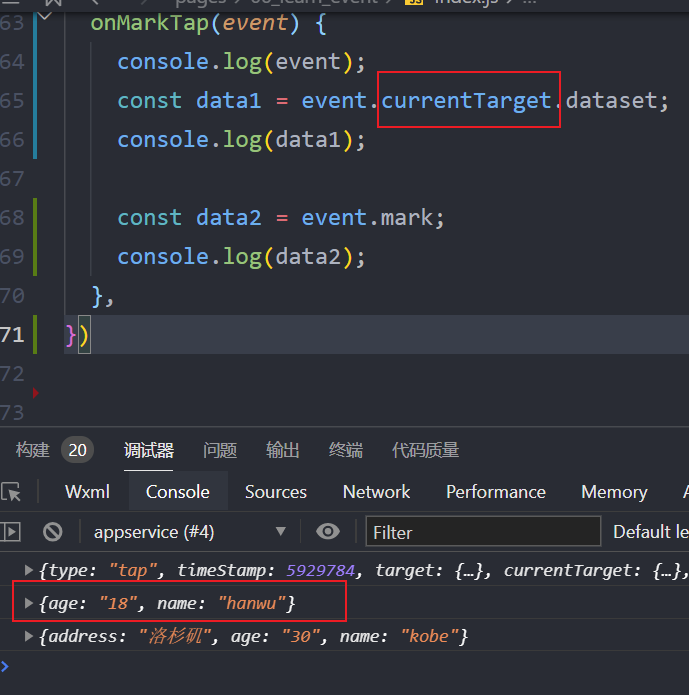 pages 08_learn_event index.js ...
63 onMarkTap(event) {
64 console.log(event);
65 const data1 = event.currentTarget.dataset;
66 console.log(data1);
67
68 const data2 = event.mark;
69 console.log(data2);
70 },
71 })
72
73
构建 20 调试器 问题 输出 终端 代码质量
Wxml Console Sources Network Performance Memory
appservice (#4) Filter Default le
{type: "tap", timeStamp: 5929784, target: {…}, currentTarget: {…},
{age: "18", name: "hanwu"}
{address: "洛杉矶", age: "30", name: "kobe"}